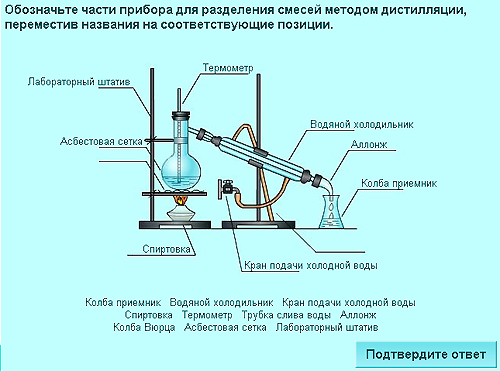 Обозначьте части прибора для разделения смесей методом дистилляции,
переместив названия на соответствующие позиции.
Термометр
Лабораторный штатив
Водяной холодильник
Асбестовая сетка
Аллонж
Колба приемник
Спиртовка
Кран подачи холодной воды
Колба приемник Водяной холодильник Кран подачи холодной воды
Спиртовка Термометр Трубка слива воды Аллонж
Колба Вюрца Асбестовая сетка Лабораторный штатив
Подтвердите ответ